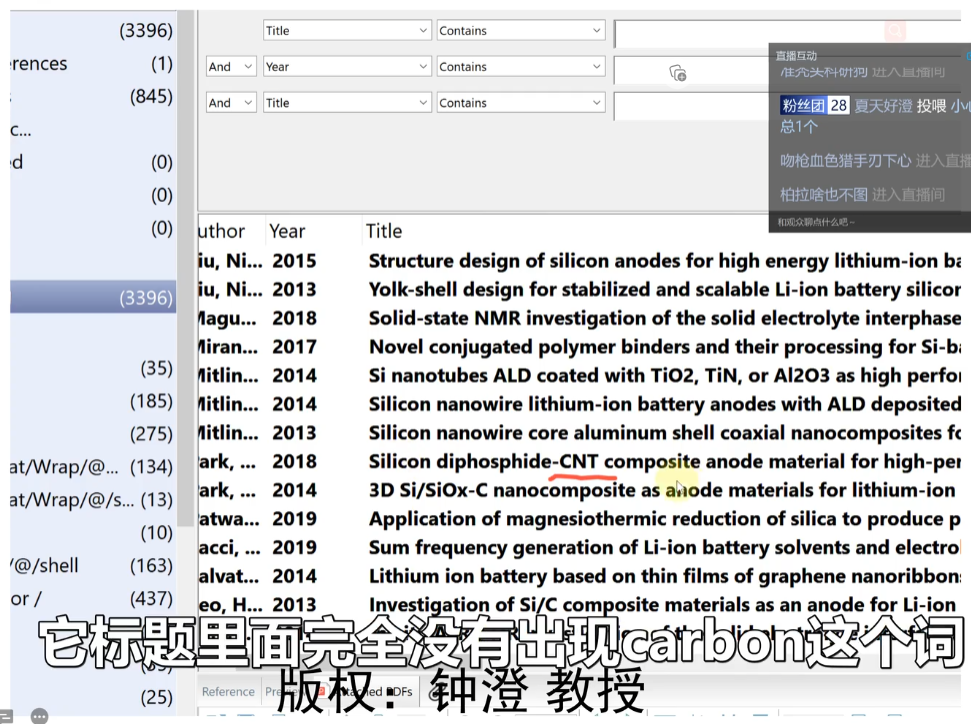 (3396)
Title Contains
erences (1)
And Year Contains
直播互动
进入直播间
(845)
And Title Contains
粉丝团 28 夏天好澄 投喂 小心
总1个
c...
ed (0)
吻枪血色猎手刃下心 进入直播
(0)
柏拉啥也不图 进入直播间
(0)
和观众聊点什么吧~
uthor Year Title
iu, Ni... 2015 Structure design of silicon anodes for high energy lithium-ion ba
iu, Ni... 2013 Yolk-shell design for stabilized and scalable Li-ion battery silicon
(3396)
Magu... 2018 Solid-state NMR investigation of the solid electrolyte interphase
Miran... 2017 Novel conjugated polymer binders and their processing for Si-ba
(35)
Mitlin... 2014 Si nanotubes ALD coated with TiO2, TiN, or Al2O3 as high perfor
(185)
Mitlin... 2014 Silicon nanowire lithium-ion battery anodes with ALD deposited
(275)
Mitlin... 2013 Silicon nanowire core aluminum shell coaxial nanocomposites fo
at/Wrap/@... (134)
ark, ... 2018 Silicon diphosphide-CNT composite anode material for high-per
at/Wrap/@/s... (13)
ark, ... 2014 3D Si/SiOx-C nanocomposite as anode materials for lithium-ion
(10)
atwa... 2019 Application of magnesiothermic reduction of silica to produce p
/@/shell (163)
acci, ... 2019 Sum frequency generation of Li-ion battery solvents and electrol
alvat... 2014 Lithium ion battery based on thin films of graphene nanoribbons
or / (437)
eo, H... 2013 Investigation of Si/C composite materials as an anode for Li-ion
它标题里面完全没有出现carbon这个词
(25)
Reference Preview Attached PDFs
版权：钟澄 教授